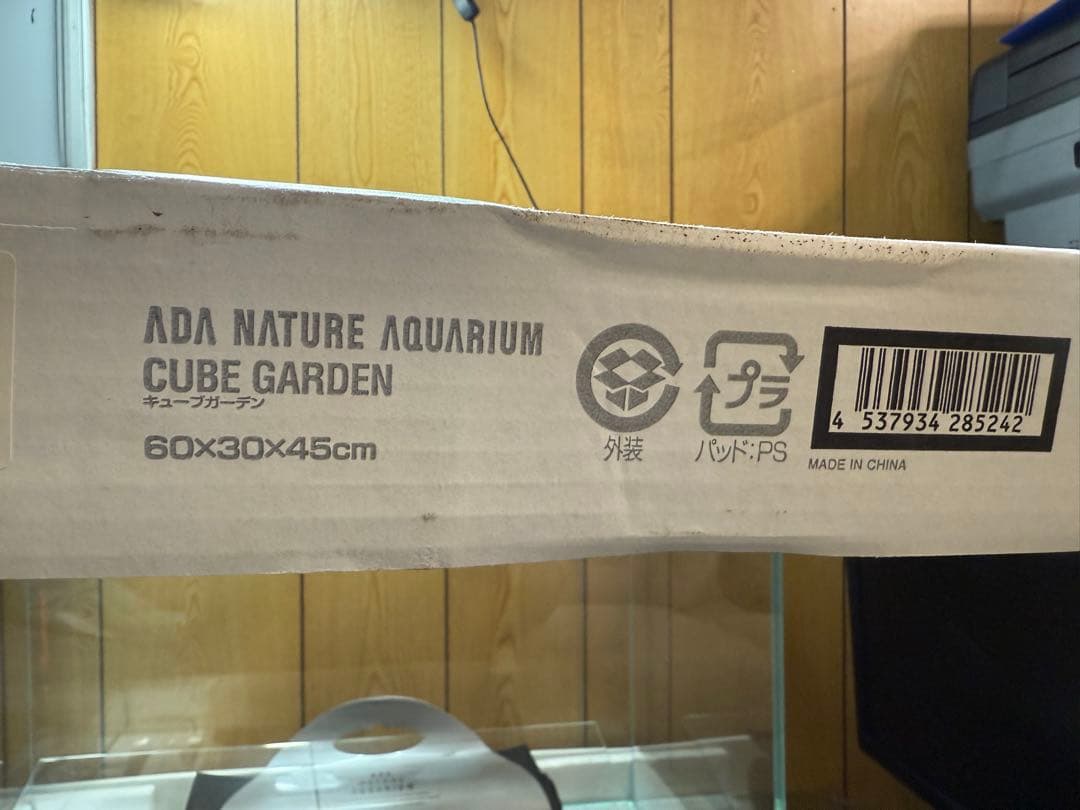 ADA NATURE AQUARIUM
CUBE GARDEN
キューブガーデン
60×30×45cm
外装
プラ
パッド:PS
4 537934 285242
MADE IN CHINA